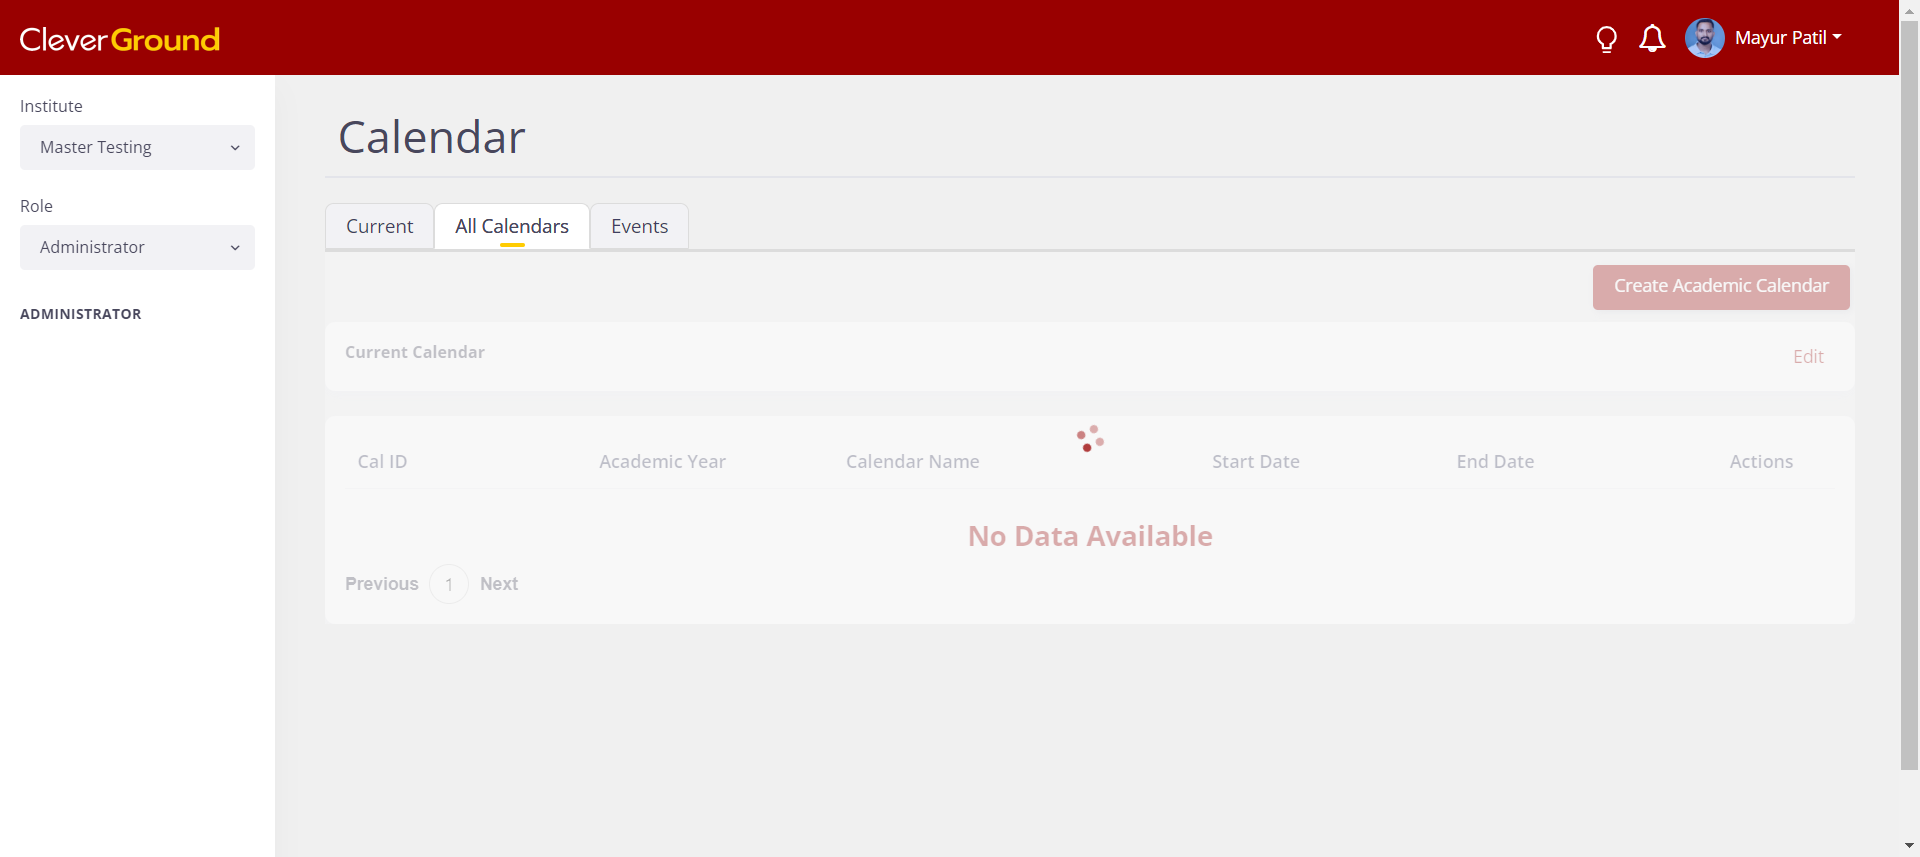 CleverGround
Mayur Patil
Institute
Master Testing
Role
Administrator
ADMINISTRATOR
Calendar
Current
All Calendars
Events
Create Academic Calendar
Current Calendar
Edit
Cal ID Academic Year Calendar Name Start Date End Date Actions
No Data Available
Previous 1 Next